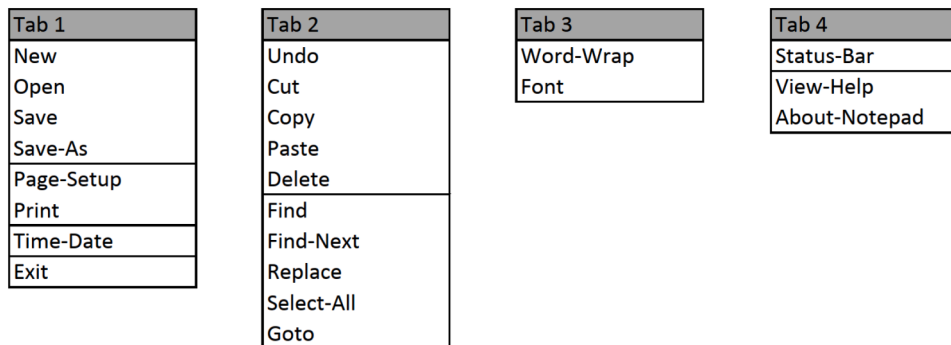 Tab 1
New
Open
Save
Save-As
Page-Setup
Print
Time-Date
Exit
Tab 2
Undo
Cut
Copy
Paste
Delete
Find
Find-Next
Replace
Select-All
Goto
Tab 3
Word-Wrap
Font
Tab 4
Status-Bar
View-Help
About-Notepad